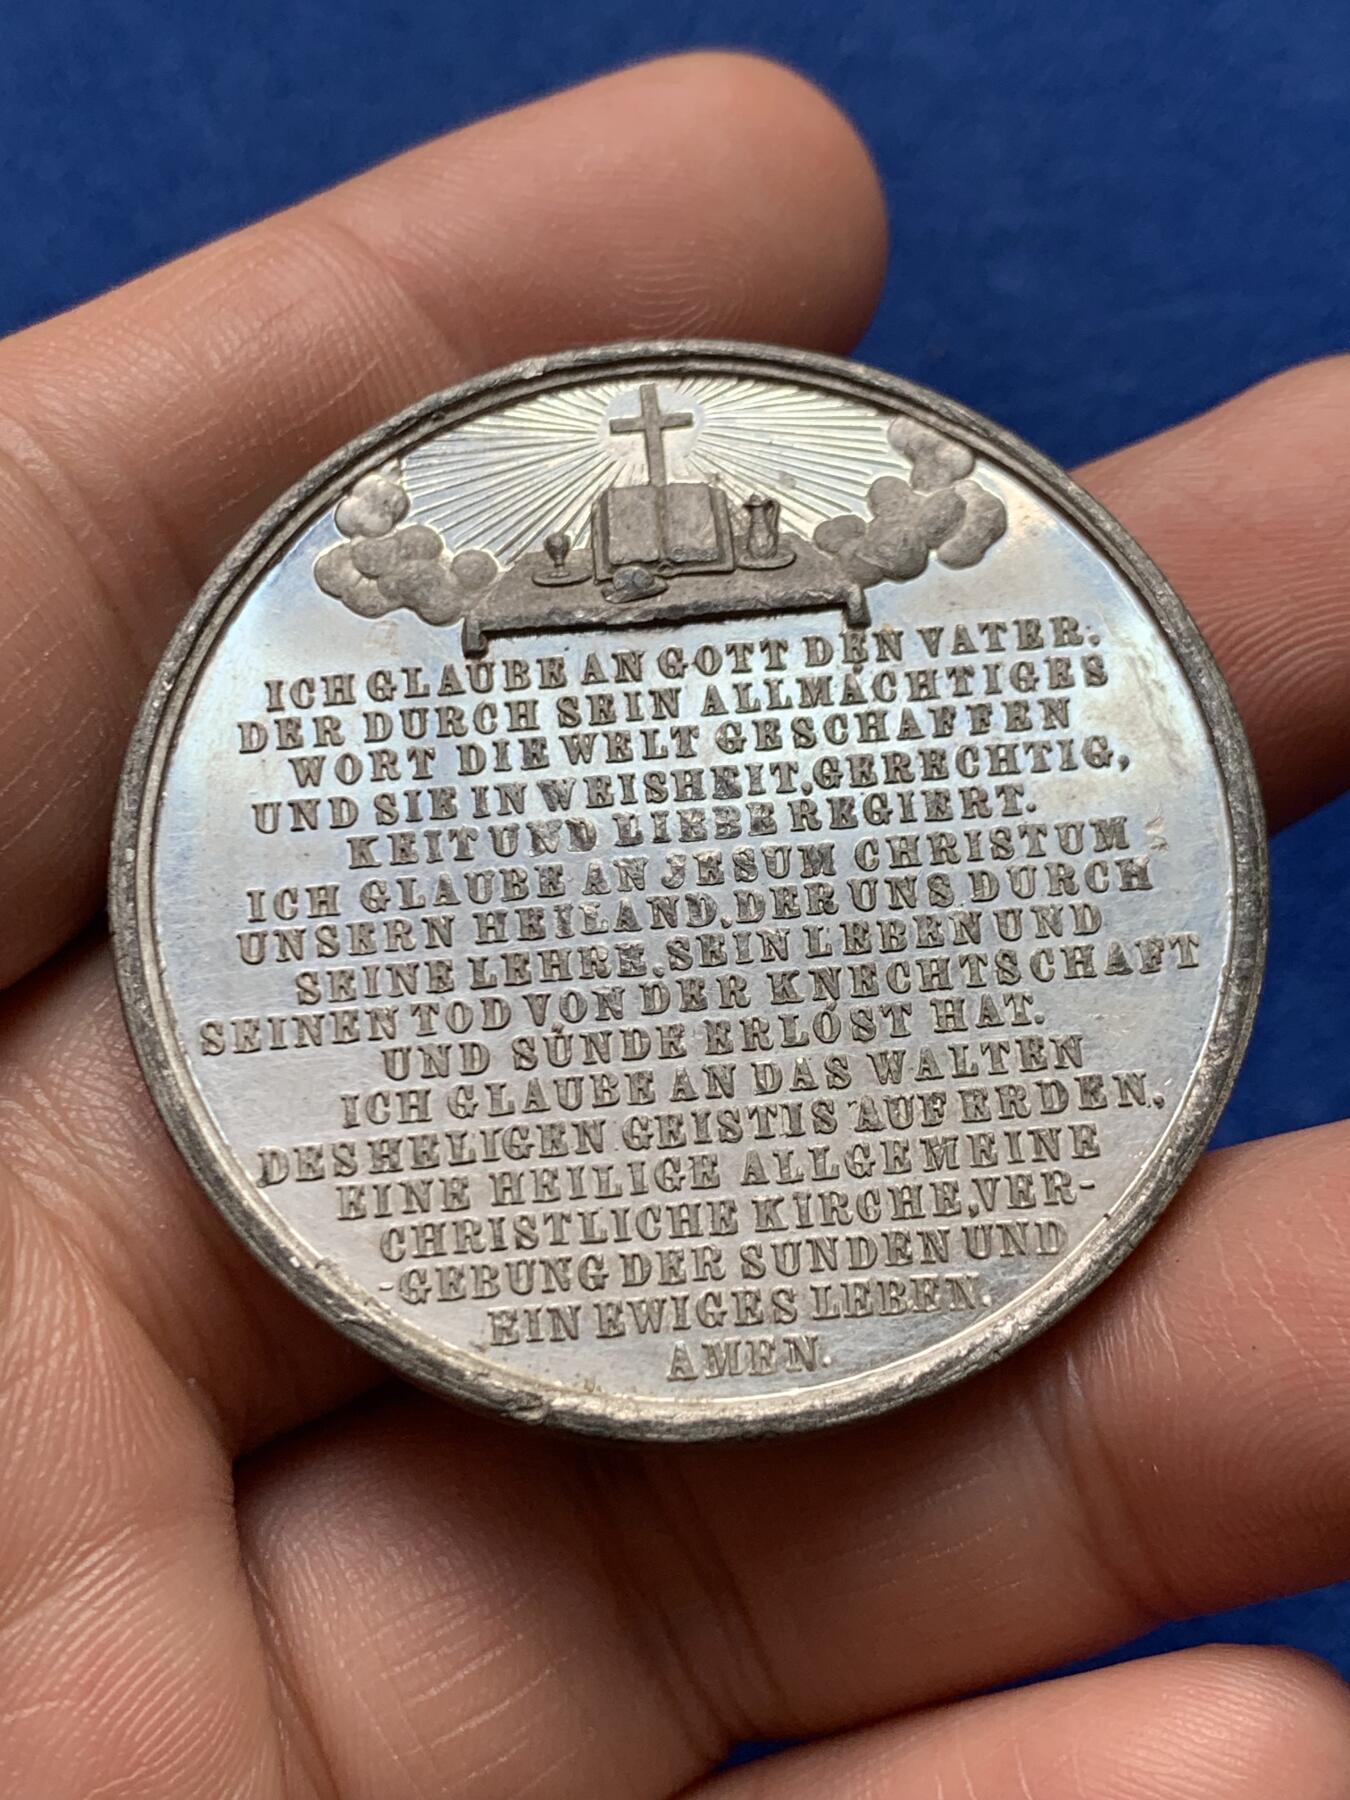 ICH GLAUBE AN GOTT DEN VATER.
DER DURCH SEIN ALLMÄCHTIGES
WORT DIE WELT GESCHAFFEN
UND SIE IN WEISHEIT, GERECHTIG,
KEIT UND LIEBE REGIERT.
ICH GLAUBE AN JESUM CHRISTUM
UNSERN HEILAND, DER UNS DURCH
SEINE LEHRE, SEIN LEBEN UND
SEINEN TOD VON DER KNECHTSCHAFT
UND SÜNDE ERLÖST HAT.
ICH GLAUBE AN DAS WALTEN
DES HELIGEN GEISTIS AUF ERDEN,
EINE HEILIGE ALLGEMEINE
CHRISTLICHE KIRCHE, VER-
-GEBUNG DER SUNDEN UND
EIN EWIGES LEBEN.
AMEN.